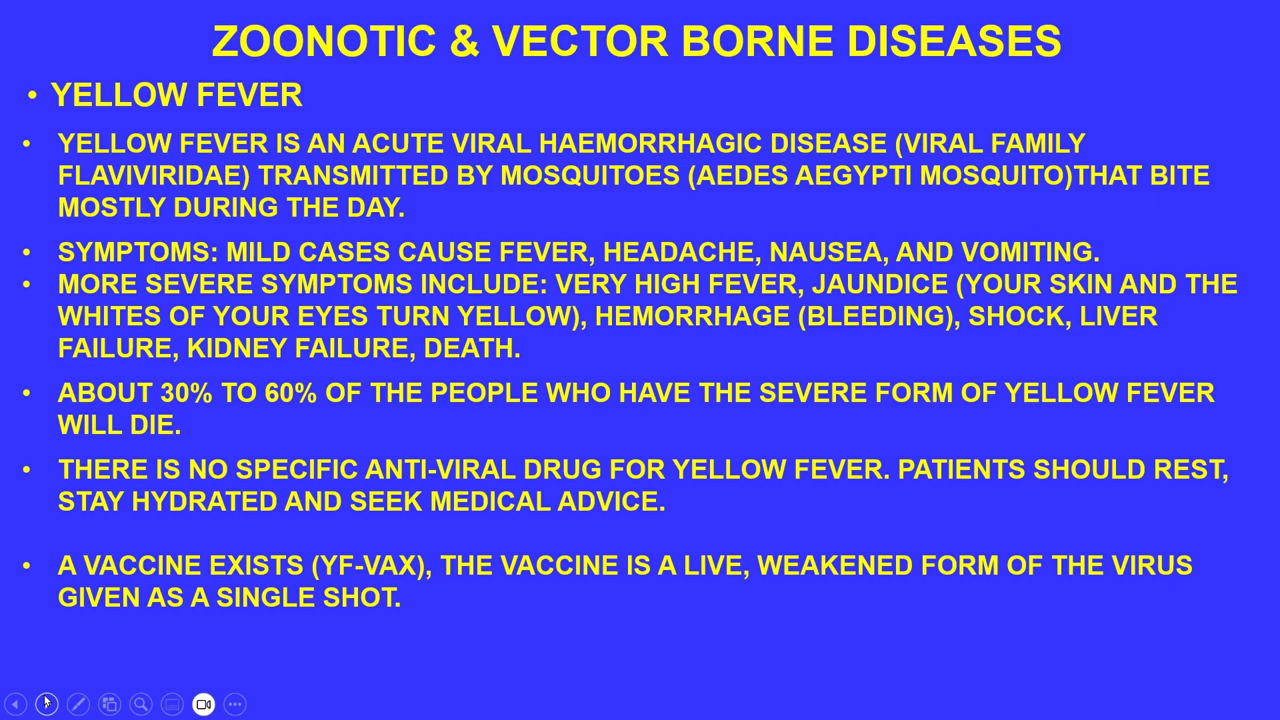 ZOONOTIC & VECTOR BORNE DISEASES
• YELLOW FEVER
• YELLOW FEVER IS AN ACUTE VIRAL HAEMORRHAGIC DISEASE (VIRAL FAMILY
FLAVIVIRIDAE) TRANSMITTED BY MOSQUITOES (AEDES AEGYPTI MOSQUITO)THAT BITE
MOSTLY DURING THE DAY.
• SYMPTOMS: MILD CASES CAUSE FEVER, HEADACHE, NAUSEA, AND VOMITING.
• MORE SEVERE SYMPTOMS INCLUDE: VERY HIGH FEVER, JAUNDICE (YOUR SKIN AND THE
WHITES OF YOUR EYES TURN YELLOW), HEMORRHAGE (BLEEDING), SHOCK, LIVER
FAILURE, KIDNEY FAILURE, DEATH.
• ABOUT 30% TO 60% OF THE PEOPLE WHO HAVE THE SEVERE FORM OF YELLOW FEVER
WILL DIE.
• THERE IS NO SPECIFIC ANTI-VIRAL DRUG FOR YELLOW FEVER. PATIENTS SHOULD REST,
STAY HYDRATED AND SEEK MEDICAL ADVICE.
• A VACCINE EXISTS (YF-VAX), THE VACCINE IS A LIVE, WEAKENED FORM OF THE VIRUS
GIVEN AS A SINGLE SHOT.